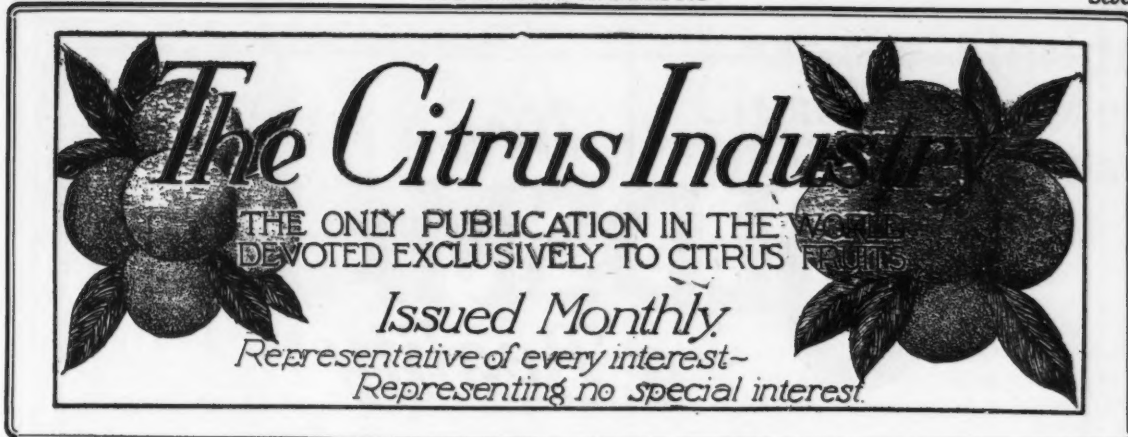 The Citrus Industry
THE ONLY PUBLICATION IN THE WORLD
DEVOTED EXCLUSIVELY TO CITRUS FRUITS
Issued Monthly.
Representative of every interest~
Representing no special interest.